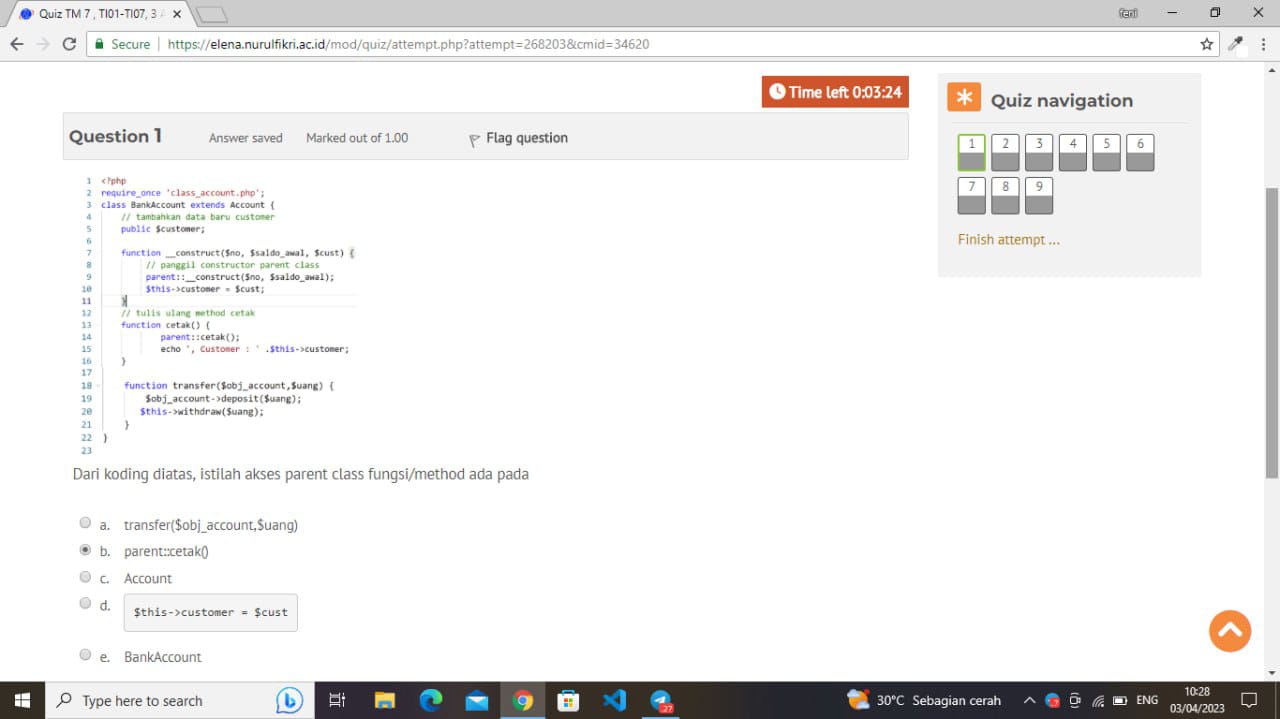 Quiz TM 7 , TI01-TI07, 3
fenl
Secure
https://elena.nurulfikri.ac.id/mod/quiz/attempt.php?attempt=268203&cmid=34620
Time left 0:03:24
Question 1
Answer saved
Marked out of 1.00
Flag question
1 <?php
2 require_once 'class_account.php';
3 class BankAccount extends Account {
4 // tambahkan data baru customer
5 public $customer;
6
7 function __construct($no, $saldo_awal, $cust) {
8 // panggil constructor parent class
9 parent::__construct($no, $saldo_awal);
10 $this->customer = $cust;
11 }
12 // tulis ulang method cetak
13 function cetak() {
14 parent::cetak();
15 echo ', Customer : ' .$this->customer;
16 }
17
18 function transfer($obj_account,$uang) {
19 $obj_account->deposit($uang);
20 $this->withdraw($uang);
21 }
22 }
23
Dari koding diatas, istilah akses parent class fungsi/method ada pada
a. transfer($obj_account,$uang)
b. parent::cetak()
c. Account
d. $this->customer = $cust
e. BankAccount
Quiz navigation
1 2 3 4 5 6
7 8 9
Finish attempt ...
Type here to search
27
30°C Sebagian cerah
ENG
10:28
03/04/2023